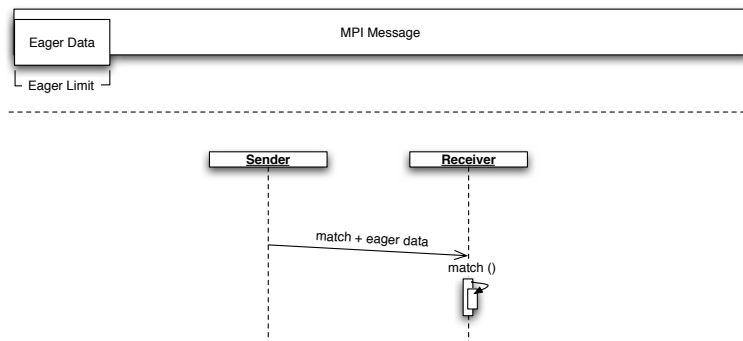 MPI Message
Eager Data
Eager Limit
Sender
Receiver
match + eager data
match ()